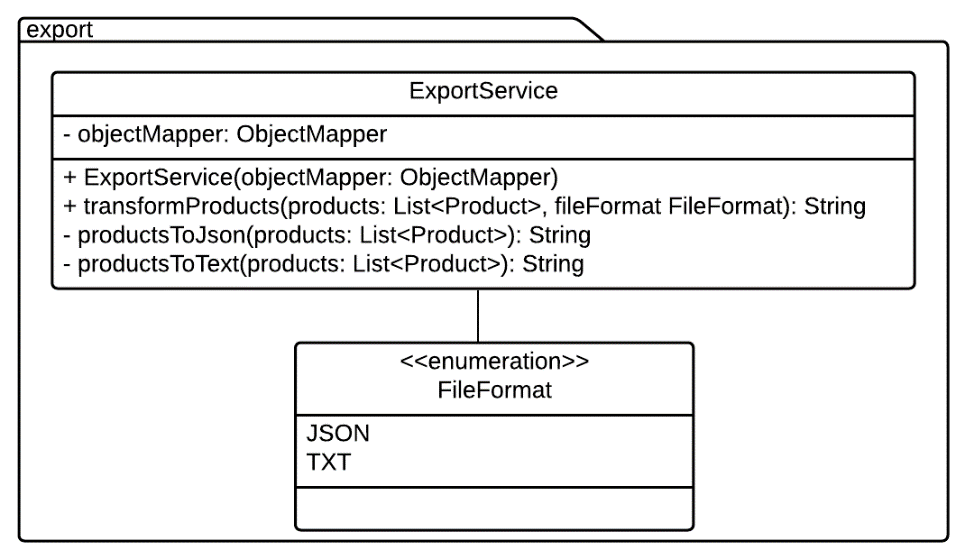 export
ExportService
- objectMapper: ObjectMapper
+ ExportService(objectMapper: ObjectMapper)
+ transformProducts(products: List<Product>, fileFormat FileFormat): String
- productsToJson(products: List<Product>): String
- productsToText(products: List<Product>): String
<<enumeration>>
FileFormat
JSON
TXT